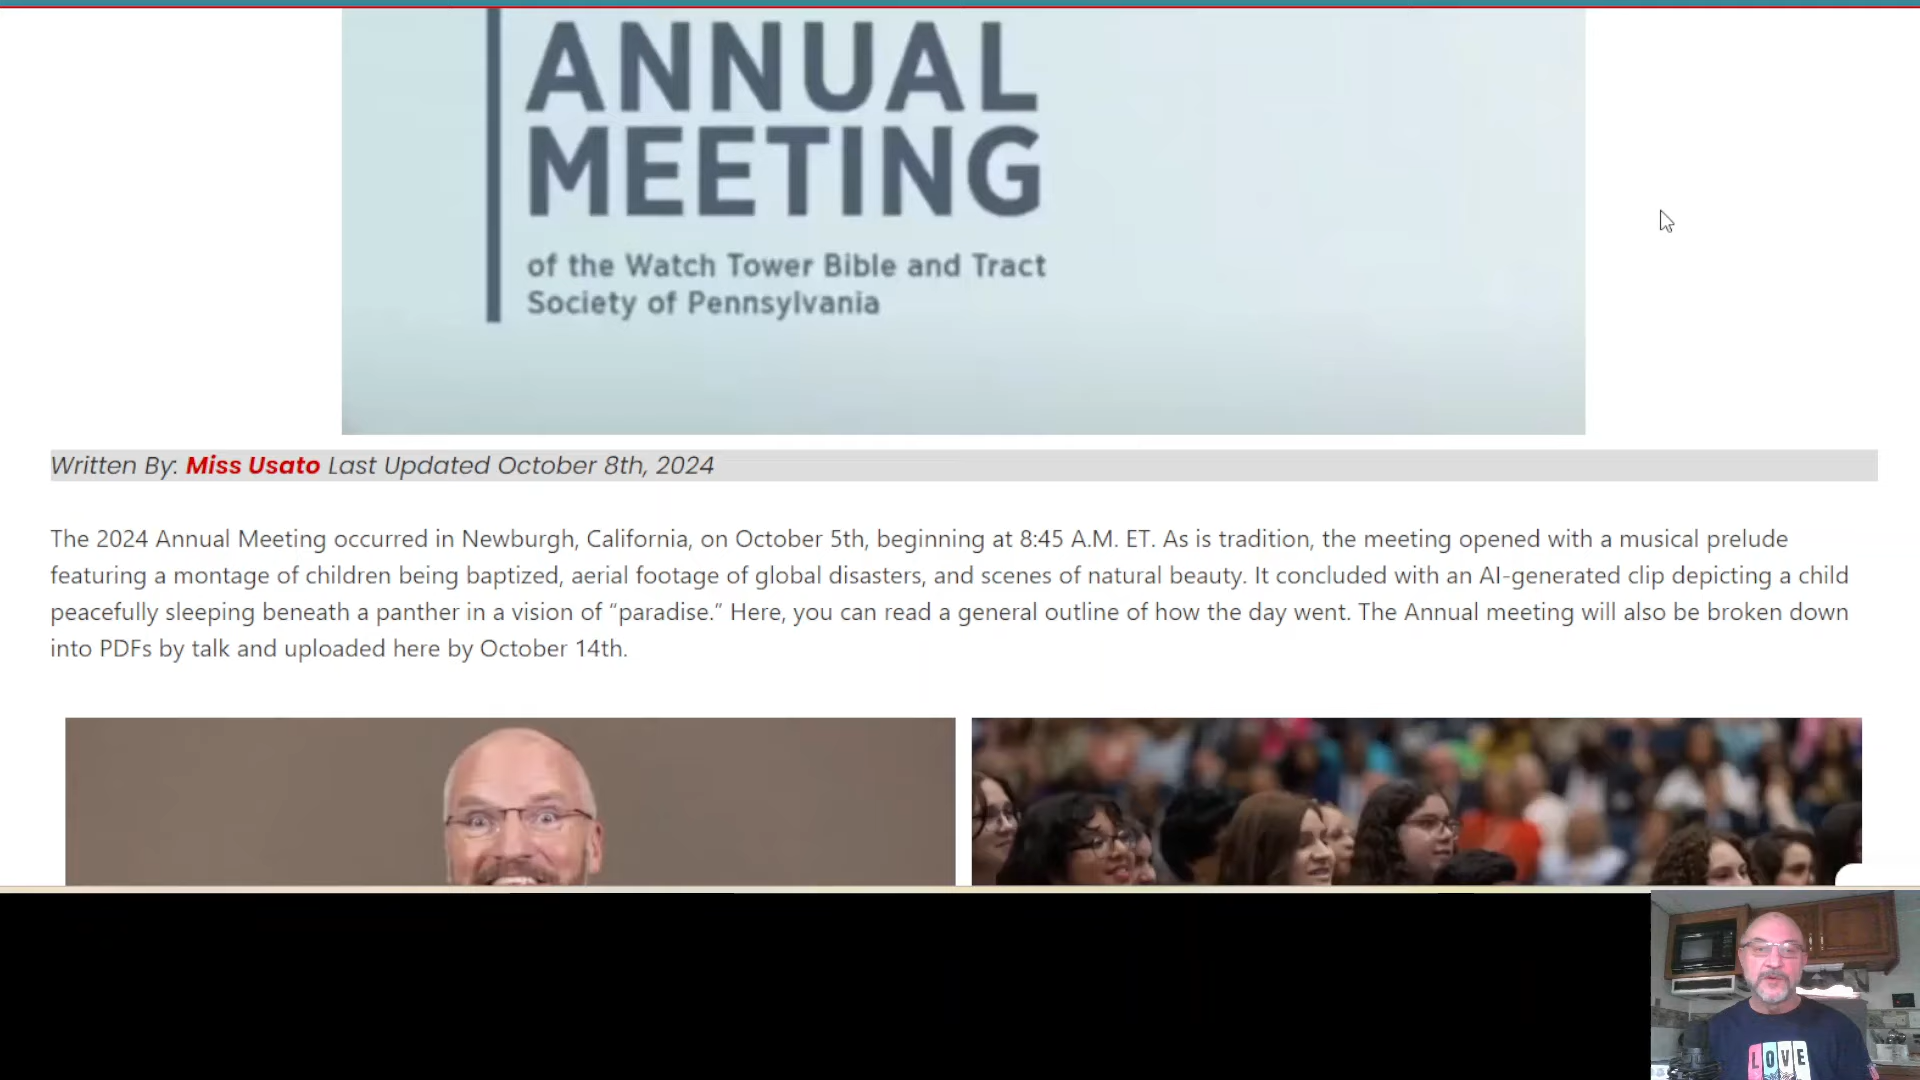 ANNUAL
MEETING
of the Watch Tower Bible and Tract
Society of Pennsylvania
Written By: Miss Usato Last Updated October 8th, 2024
The 2024 Annual Meeting occurred in Newburgh, California, on October 5th, beginning at 8:45 A.M. ET. As is tradition, the meeting opened with a musical prelude
featuring a montage of children being baptized, aerial footage of global disasters, and scenes of natural beauty. It concluded with an AI-generated clip depicting a child
peacefully sleeping beneath a panther in a vision of “paradise.” Here, you can read a general outline of how the day went. The Annual meeting will also be broken down
into PDFs by talk and uploaded here by October 14th.
LOVE